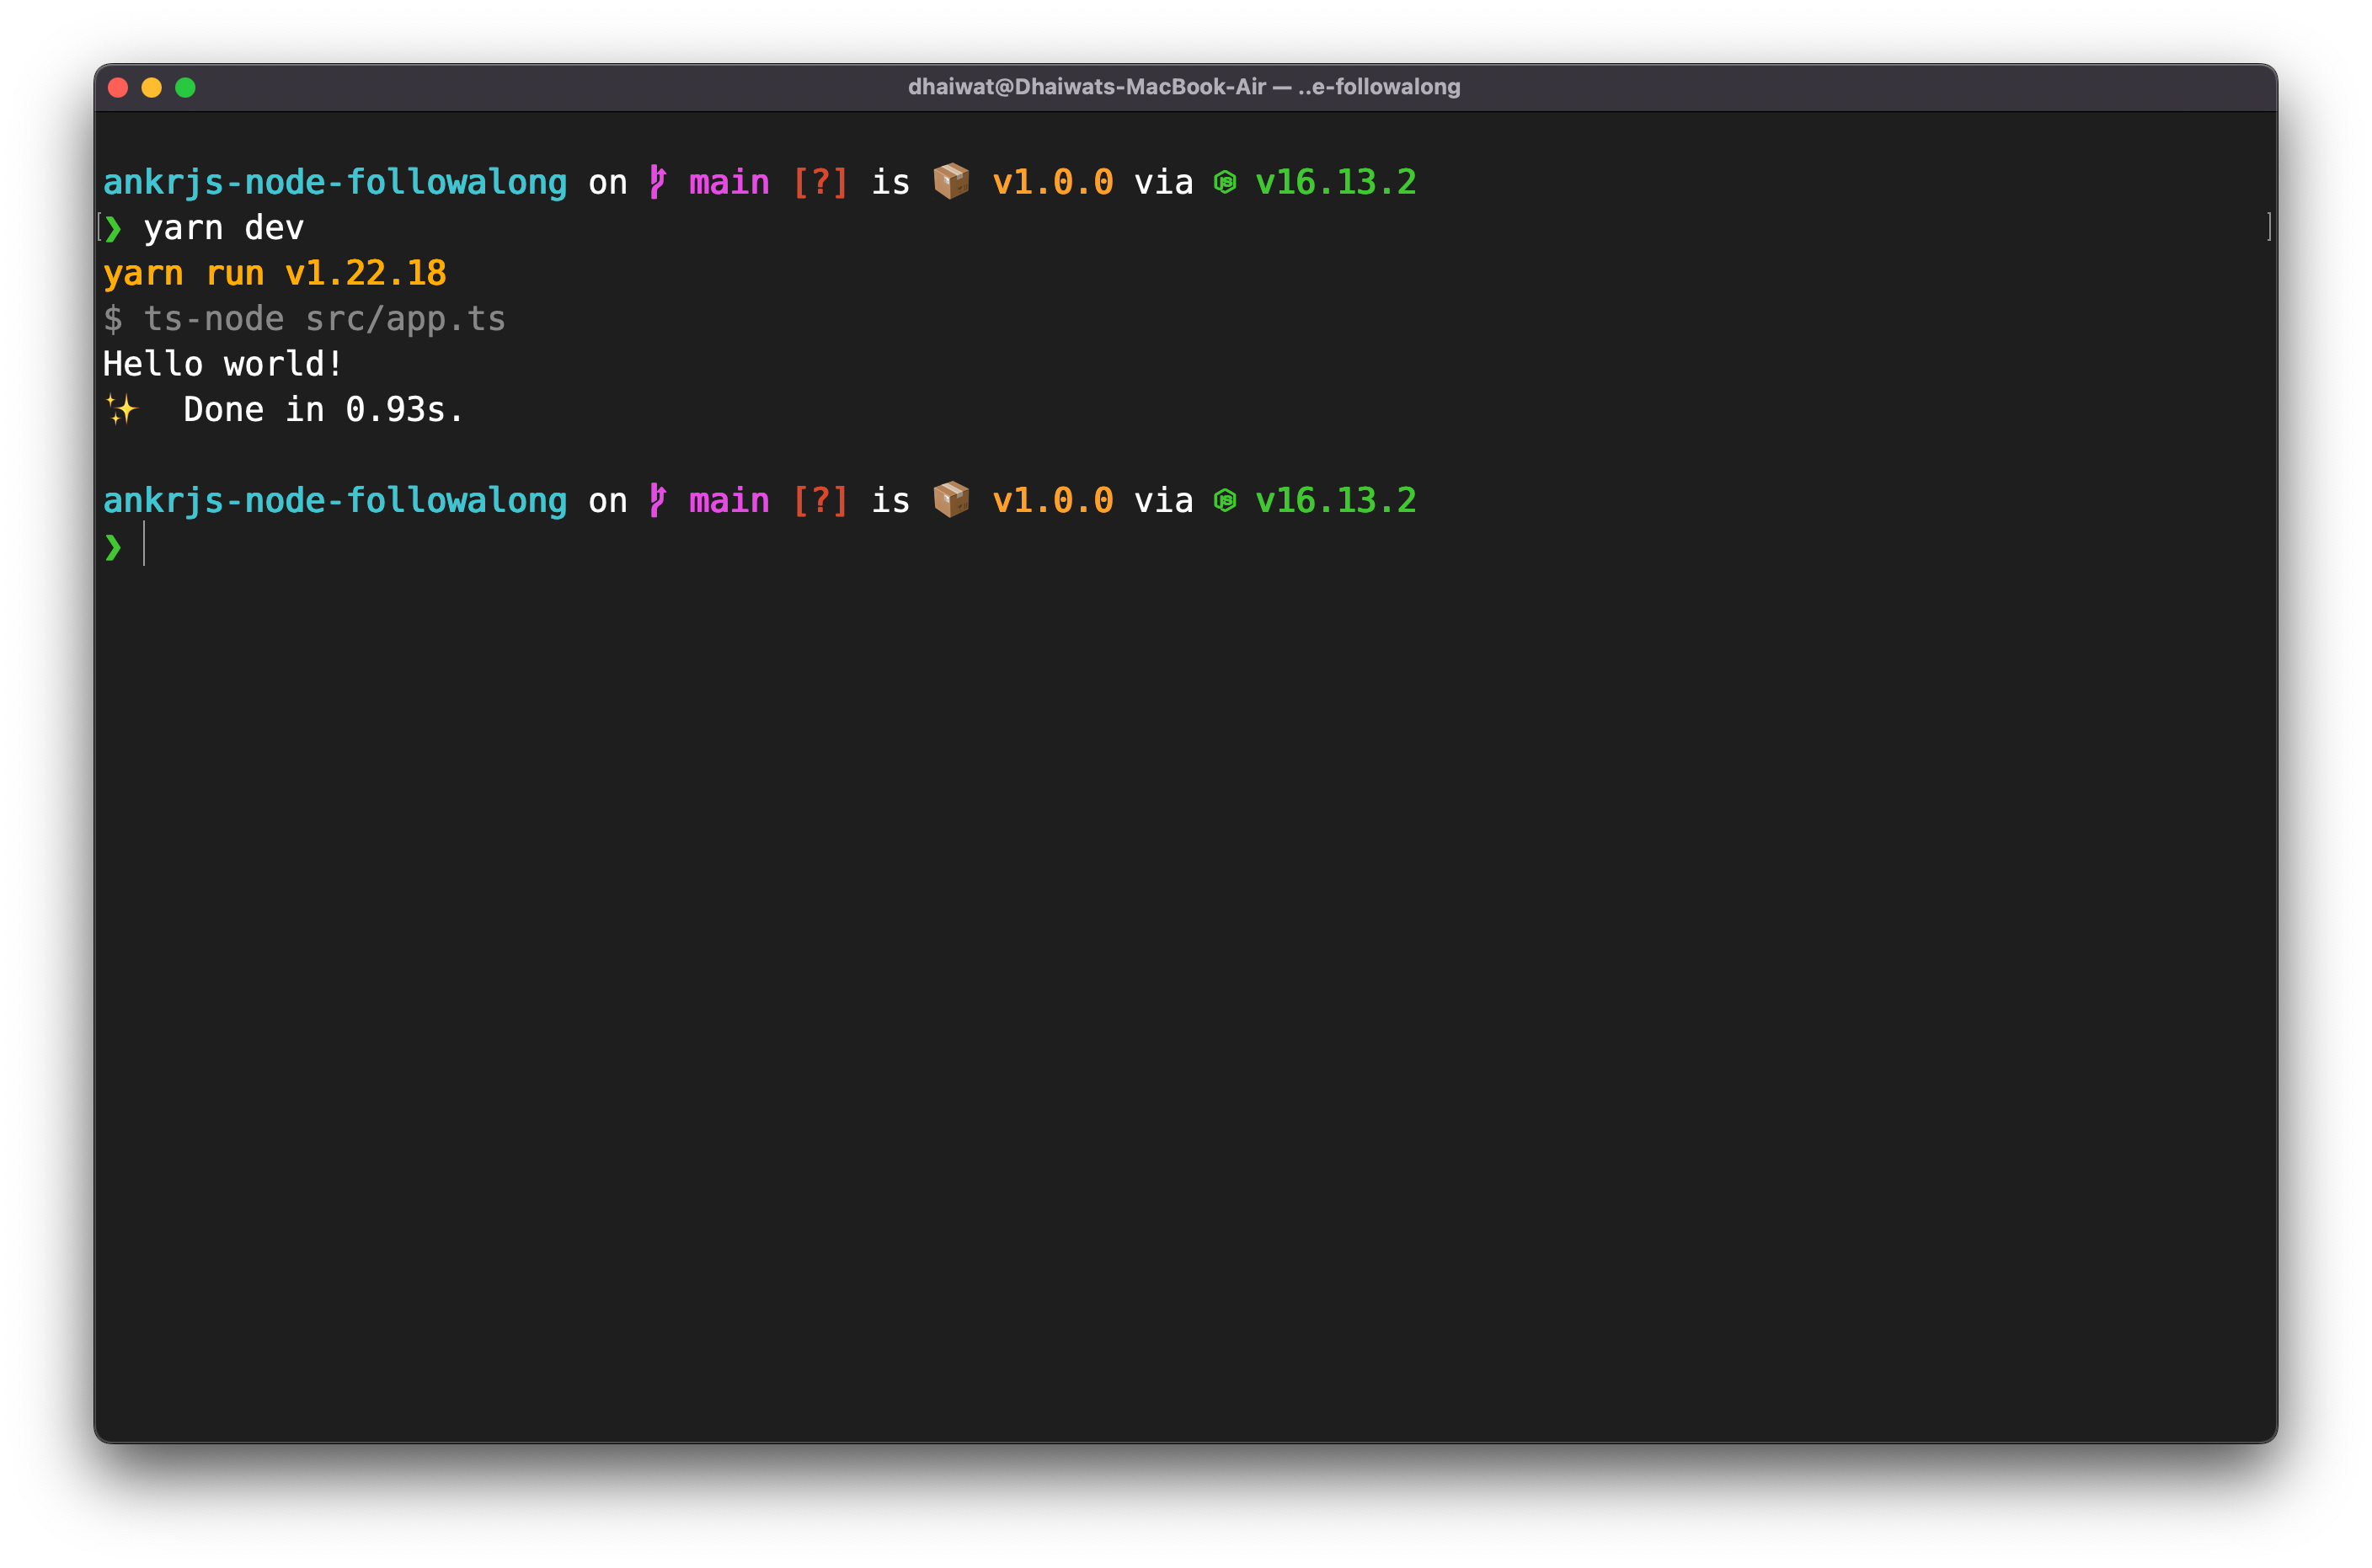 dhaiwat@Dhaiwats-MacBook-Air — ..e-followalong
ankrjs-node-followalong on main [?] is 📦 v1.0.0 via v16.13.2
❯ yarn dev
yarn run v1.22.18
$ ts-node src/app.ts
Hello world!
✨  Done in 0.93s.
ankrjs-node-followalong on main [?] is 📦 v1.0.0 via v16.13.2
❯